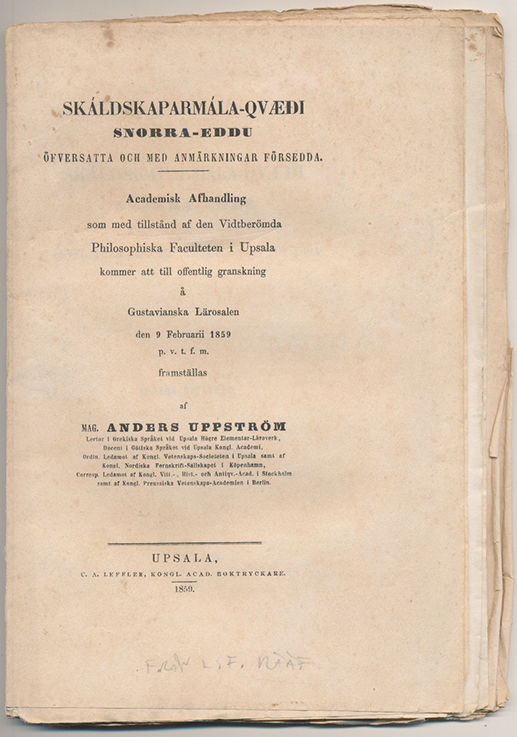 SKÁLDSKAPARMÁLA-QVÆÐI
SNORRA-EDDU
ÖFVERSATTA OCH MED ANMÄRKNINGAR FÖRSEDDA.
Academisk Afhandling
som med tillstånd af den Vidtberömda
Philosophiska Faculteten i Upsala
kommer att till offentlig granskning
å
Gustavianska Lärosalen
den 9 Februarii 1859
p. v. t. f. m.
framställas
af
MAG. ANDERS UPPSTRÖM
Lector i Grekiska Språket vid Upsala Högre Elementar-Läroverk,
Docent i Götiska Språket vid Upsala Kongl. Academi,
Ordin. Ledamot af Kongl. Vetenskaps-Societeten i Upsala samt af
Kongl. Nordiska Fornskrift-Sällskapet i Köpenhamn,
Corresp. Ledamot af Kongl. Vitt.-, Hist.- och Antiqv.-Acad. i Stockholm
samt af Kongl. Preussiska Vetenskaps-Academien i Berlin.
UPSALA,
C. A. LEFFLER, KONGL. ACAD. BOKTRYCKARE.
1859.
FRÅN L. F. RÄÄF